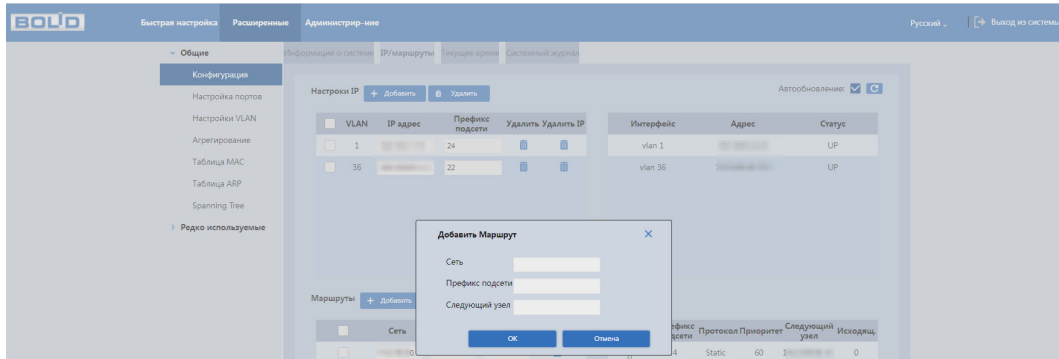 BOLID
Быстрая настройка Расширенные Администрир-ние Русский Выход из системы
Общие
Информация о системе IP/маршруты Текущее время Системный журнал
Конфигурация
Настройка портов
Настройки VLAN
Агрегирование
Таблица MAC
Таблица ARP
Spanning Tree
Редко используемые
Настроки IP + Добавить Удалить Автообновление:
VLAN IP адрес Префикс подсети Удалить Удалить IP Интерфейс Адрес Статус
1 24 vlan 1 UP
36 22 vlan 36 UP
Добавить Маршрут
Сеть
Префикс подсети
Следующий узел
OK Отмена
Маршруты + Добавить
Сеть Протокол Приоритет Следующий узел Исходящ.
Static 60 0